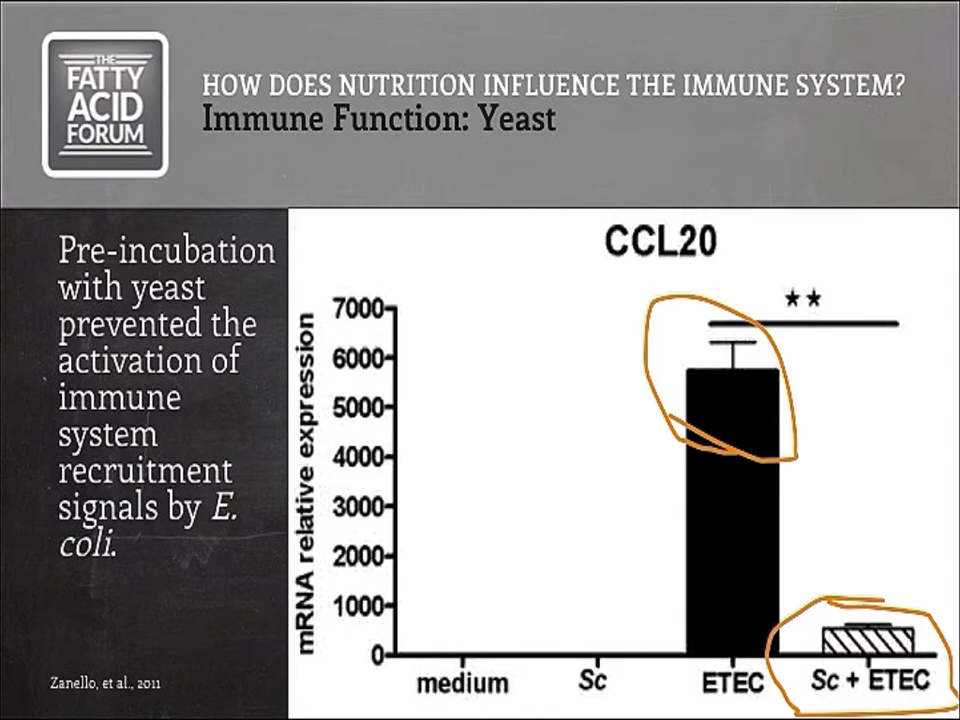 THE
FATTY
ACID
FORUM
HOW DOES NUTRITION INFLUENCE THE IMMUNE SYSTEM?
Immune Function: Yeast
Pre-incubation
with yeast
prevented the
activation of
immune
system
recruitment
signals by E.
coli.
Zanello, et al., 2011
CCL20
★★
mRNA relative expression
7000
6000
5000
4000
3000
2000
1000
0
medium
Sc
ETEC
Sc + ETEC